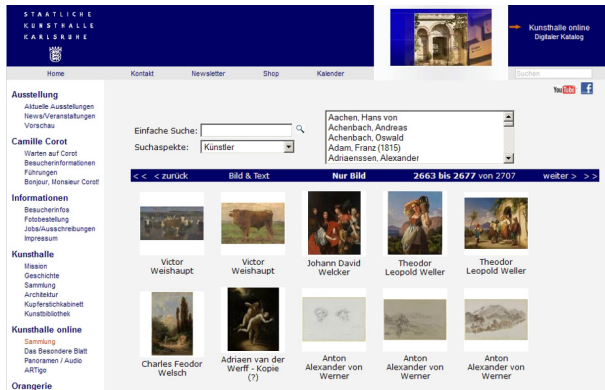 STAATLICHE
KUNSTHALLE
KARLSRUHE
Kunsthalle online
Digitaler Katalog
Home
Kontakt
Newsletter
Shop
Kalender
Suchen
YouTube
f
Ausstellung
Aktuelle Ausstellungen
News/Veranstaltungen
Vorschau
Camille Corot
Warten auf Corot
Besucherinformationen
Führungen
Bonjour, Monsieur Corot!
Informationen
Besucherinfos
Fotobestellung
Jobs/Ausschreibungen
Impressum
Kunsthalle
Mission
Geschichte
Sammlung
Architektur
Kupferstichkabinett
Kunstbibliothek
Kunsthalle online
Sammlung
Das Besondere Blatt
Panoramen / Audio
ARTigo
Orangerie
Einfache Suche:
Suchaspekte: Künstler
Aachen, Hans von
Achenbach, Andreas
Achenbach, Oswald
Adam, Franz (1815)
Adriaenssen, Alexander
< < < zurück Bild & Text Nur Bild 2663 bis 2677 von 2707 weiter > > >
Victor
Weishaupt
Victor
Weishaupt
Johann David
Welcker
Theodor
Leopold Weller
Theodor
Leopold Weller
Charles Feodor
Welsch
Adriaen van der
Werff - Kopie
(?)
Anton
Alexander von
Werner
Anton
Alexander von
Werner
Anton
Alexander von
Werner